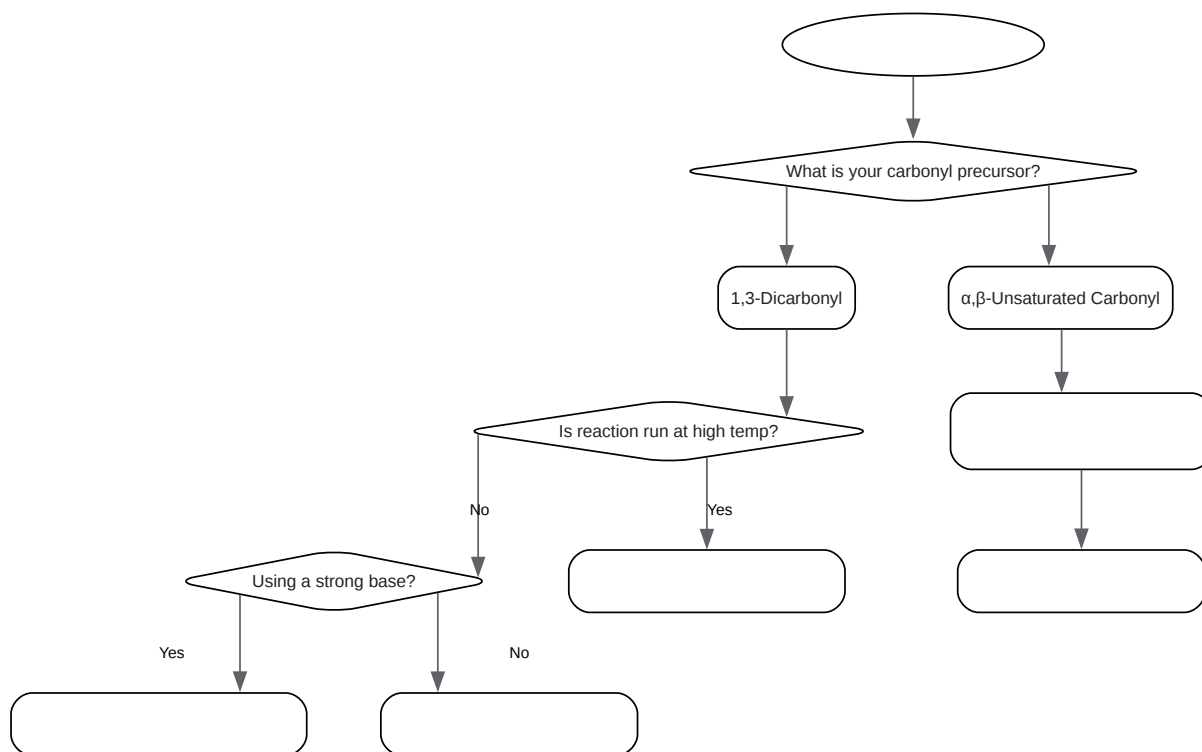 What is your carbonyl precursor?
1,3-Dicarbonyl
α,β-Unsaturated Carbonyl
Is reaction run at high temp?
No
Yes
Using a strong base?
Yes
No